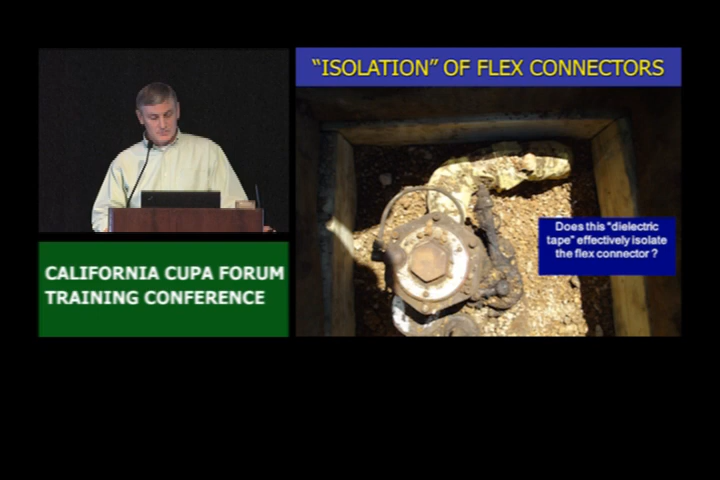 "ISOLATION" OF FLEX CONNECTORS
Does this "dielectric
tape" effectively isolate
the flex connector ?
CALIFORNIA CUPA FORUM
TRAINING CONFERENCE